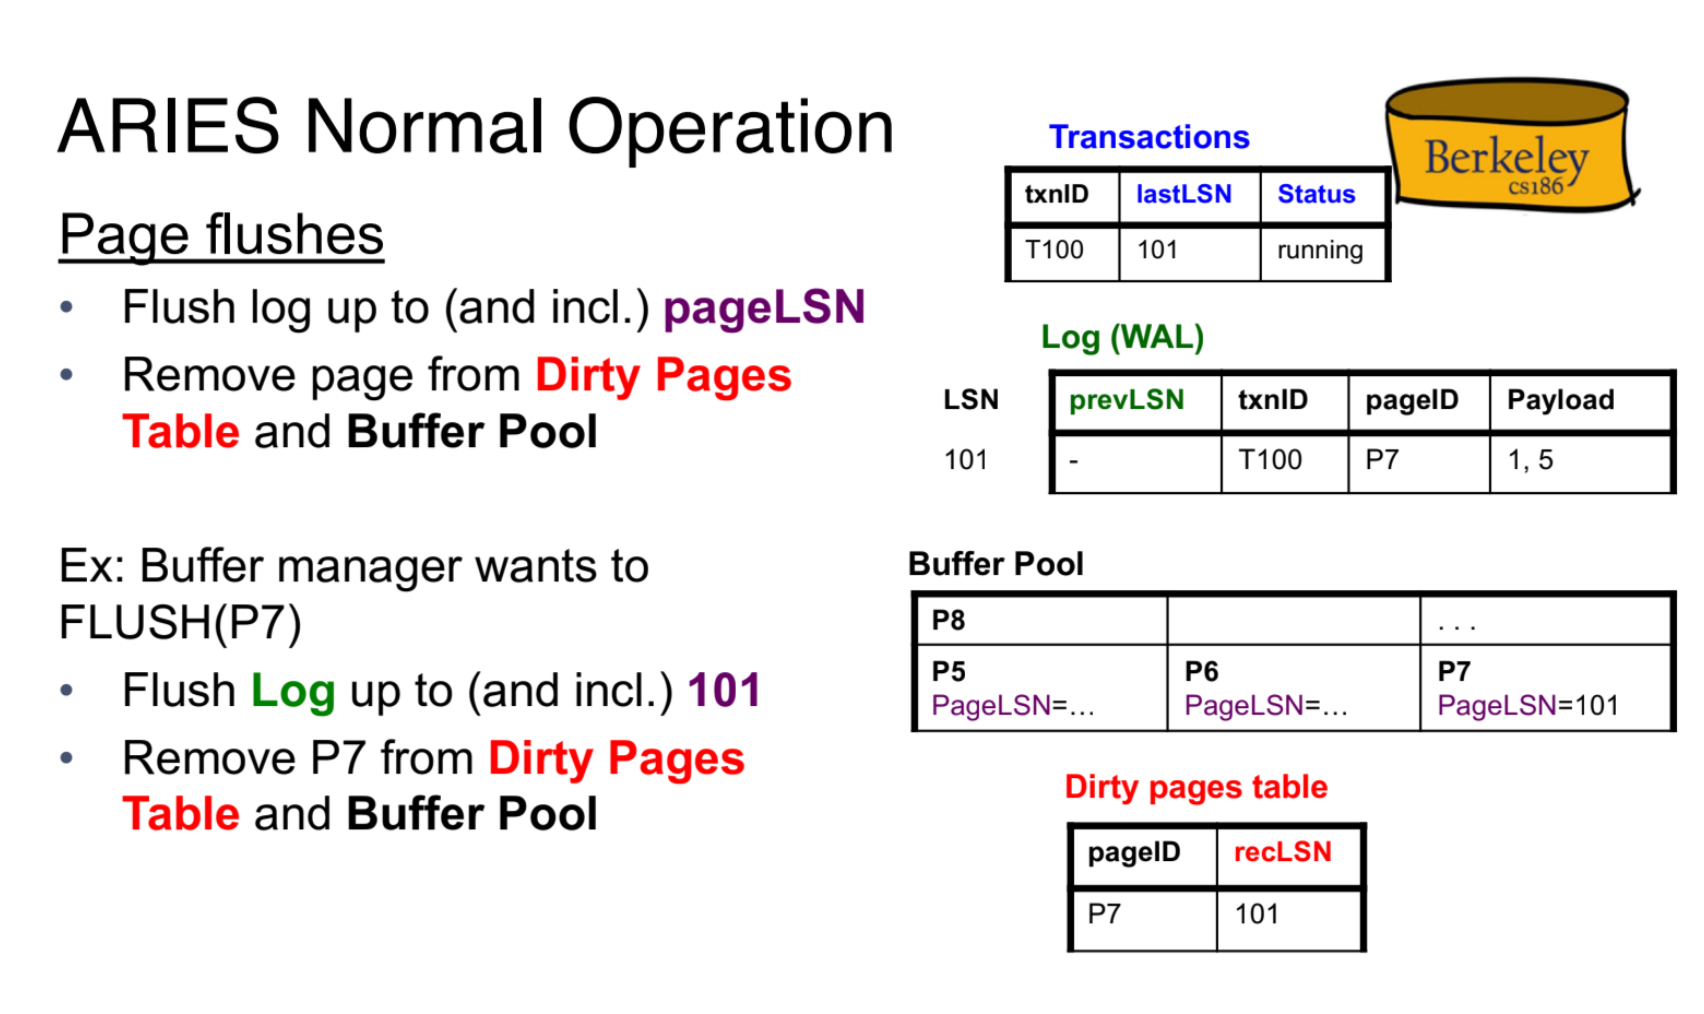 ARIES Normal Operation
Page flushes
• Flush log up to (and incl.) pageLSN
• Remove page from Dirty Pages
Table and Buffer Pool
Ex: Buffer manager wants to
FLUSH(P7)
• Flush Log up to (and incl.) 101
• Remove P7 from Dirty Pages
Table and Buffer Pool
Transactions
txnID lastLSN Status
T100 101 running
Berkeley
cs186
Log (WAL)
LSN prevLSN txnID pageID Payload
101 - T100 P7 1, 5
Buffer Pool
P8 . . .
P5 P6 P7
PageLSN=... PageLSN=... PageLSN=101
Dirty pages table
pageID recLSN
P7 101